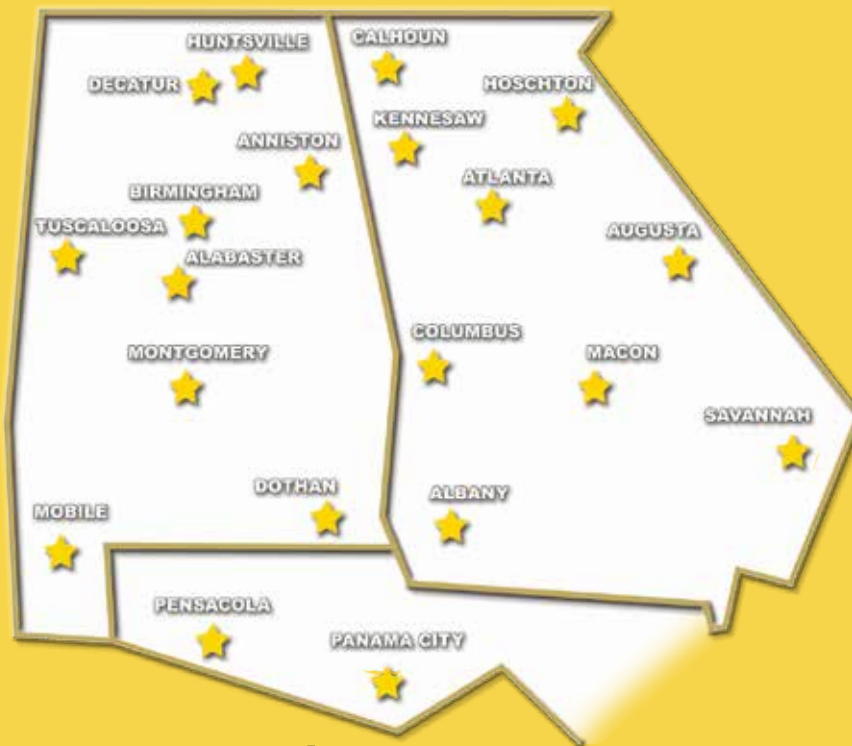 HUNTSVILLE
CALHOUN
DECATUR
HOSCHTON
KENNESAW
ANNISTON
ATLANTA
BIRMINGHAM
TUSCALOOSA
AUGUSTA
ALABASTER
COLUMBUS
MONTGOMERY
MACON
SAVANNAH
DOTHAN
ALBANY
MOBILE
PENSACOLA
PANAMA CITY